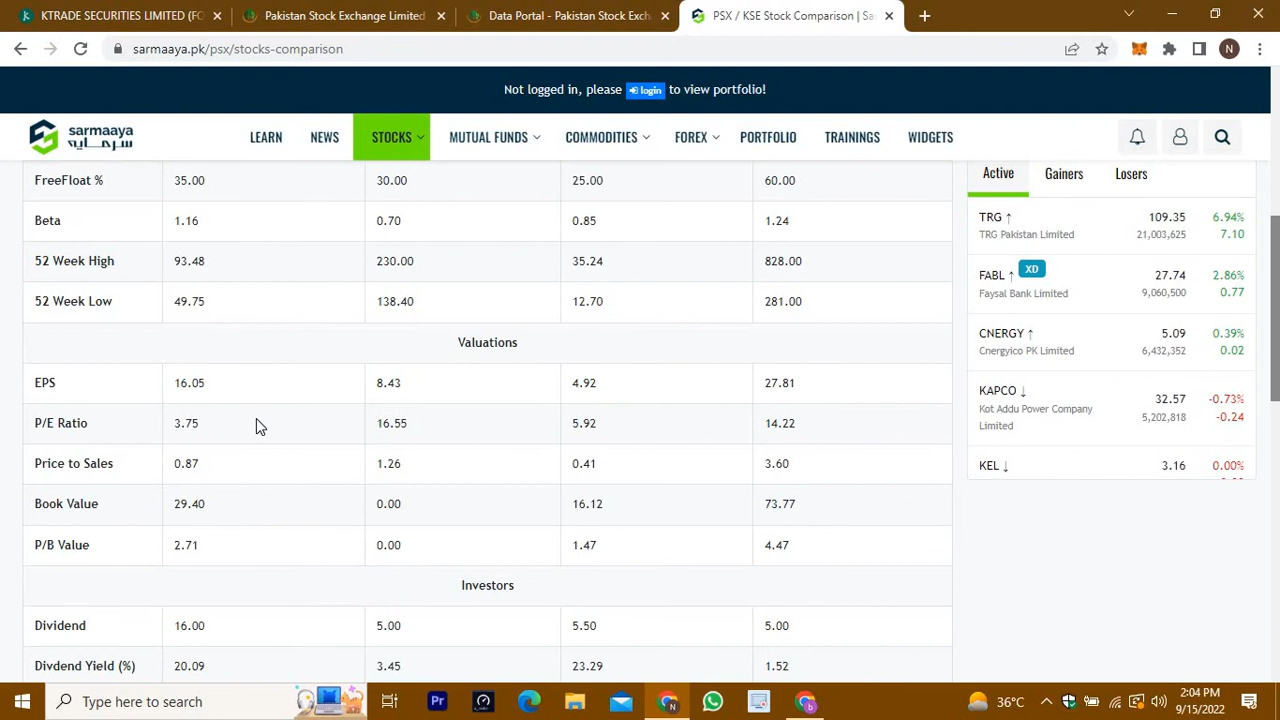 KTRADE SECURITIES LIMITED (FO
Pakistan Stock Exchange Limited
Data Portal - Pakistan Stock Exch
PSX / KSE Stock Comparison | Sa
sarmaaya.pk/psx/stocks-comparison
N
Not logged in, please login to view portfolio!
sarmaaya
سرمایه
LEARN NEWS STOCKS MUTUAL FUNDS COMMODITIES FOREX PORTFOLIO TRAININGS WIDGETS
FreeFloat % 35.00 30.00 25.00 60.00
Beta 1.16 0.70 0.85 1.24
52 Week High 93.48 230.00 35.24 828.00
52 Week Low 49.75 138.40 12.70 281.00
Valuations
EPS 16.05 8.43 4.92 27.81
P/E Ratio 3.75 16.55 5.92 14.22
Price to Sales 0.87 1.26 0.41 3.60
Book Value 29.40 0.00 16.12 73.77
P/B Value 2.71 0.00 1.47 4.47
Investors
Dividend 16.00 5.00 5.50 5.00
Divdend Yield (%) 20.09 3.45 23.29 1.52
Active Gainers Losers
TRG ↑ 109.35 6.94%
TRG Pakistan Limited 21,003,625 7.10
FABL ↑ XD 27.74 2.86%
Faysal Bank Limited 9,060,500 0.77
CNERGY ↑ 5.09 0.39%
Cnergyico PK Limited 6,432,352 0.02
KAPCO ↓ 32.57 -0.73%
Kot Addu Power Company Limited 5,202,818 -0.24
KEL ↓ 3.16 0.00%
Type here to search
Pr
36°C
2:04 PM
9/15/2022